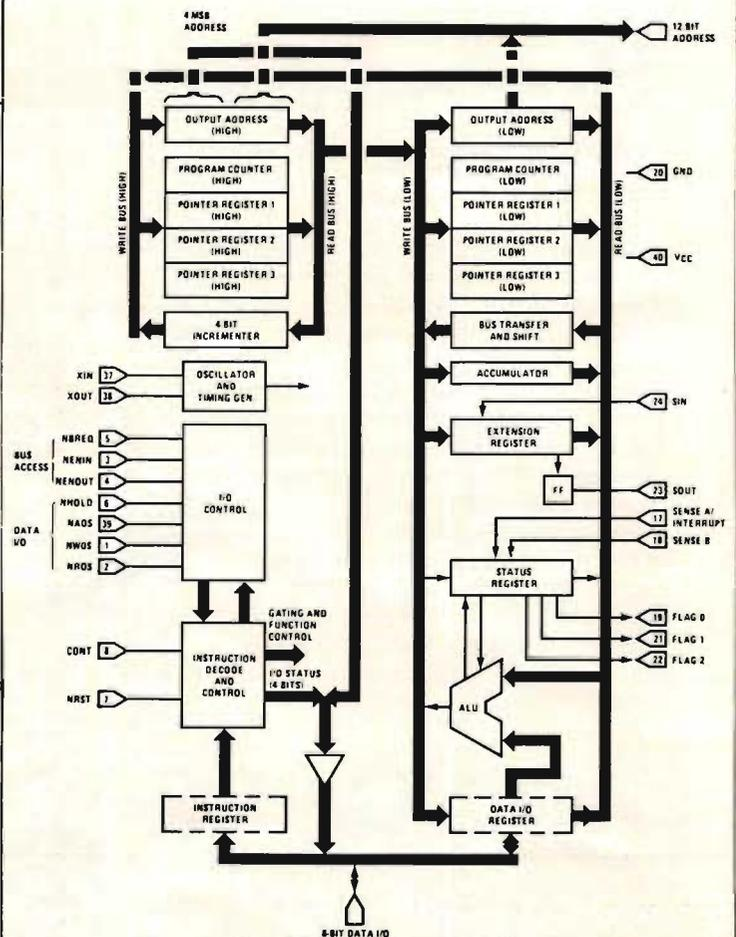 4 MSB
ADDRESS
12 BIT
ADDRESS
OUTPUT ADDRESS
(HIGH)
OUTPUT ADDRESS
(LOW)
WRITE BUS (HIGH)
PROGRAM COUNTER
(HIGH)
POINTER REGISTER 1
(HIGH)
POINTER REGISTER 2
(HIGH)
POINTER REGISTER 3
(HIGH)
READ BUS (HIGH)
WRITE BUS (LOW)
PROGRAM COUNTER
(LOW)
POINTER REGISTER 1
(LOW)
POINTER REGISTER 2
(LOW)
POINTER REGISTER 3
(LOW)
READ BUS (LOW)
20 GND
40 VCC
4 BIT
INCREMENTER
BUS TRANSFER
AND SHIFT
XIN 37
XOUT 38
OSCILLATOR
AND
TIMING GEN
ACCUMULATOR
24 SIN
EXTENSION
REGISTER
BUS
ACCESS
NBREQ 5
NENIN 3
NENOUT 4
DATA
I/O
NHOLD 6
NADS 39
NWDS 1
NRDS 2
I/O
CONTROL
FF
23 SOUT
17 SENSE A/
INTERRUPT
18 SENSE B
STATUS
REGISTER
19 FLAG 0
21 FLAG 1
22 FLAG 2
GATING AND
FUNCTION
CONTROL
CONT 8
NRST 7
INSTRUCTION
DECODE
AND
CONTROL
I/O STATUS
(4 BITS)
ALU
INSTRUCTION
REGISTER
DATA I/O
REGISTER
8-BIT DATA I/O